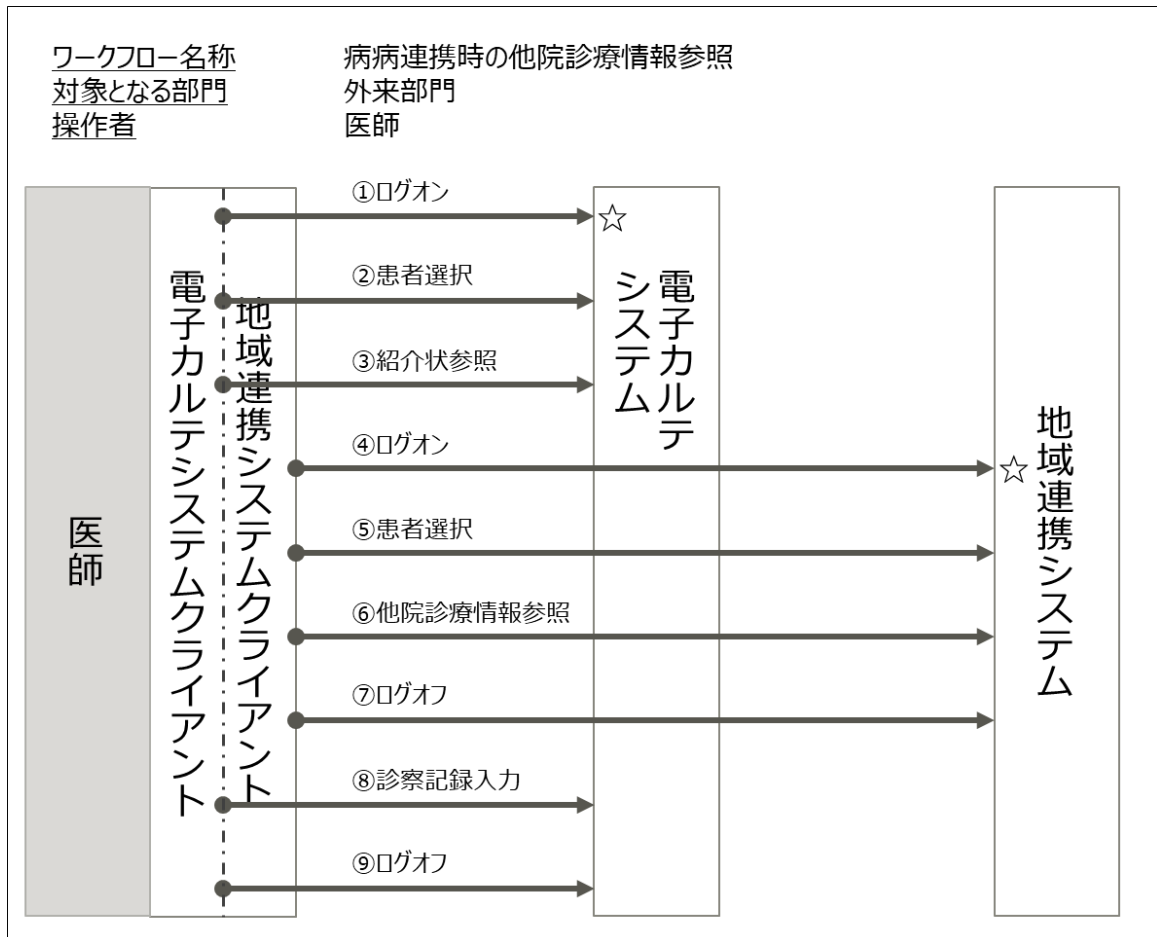 ワークフロー名称 病病連携時の他院診療情報参照
対象となる部門 外来部門
操作者 医師
医師
電子カルテシステムクライアント
地域連携システムクライアント
①ログオン
☆
②患者選択
③紹介状参照
④ログオン
☆
⑤患者選択
⑥他院診療情報参照
⑦ログオフ
⑧診察記録入力
⑨ログオフ
電子カルテ
システム
地域連携システム